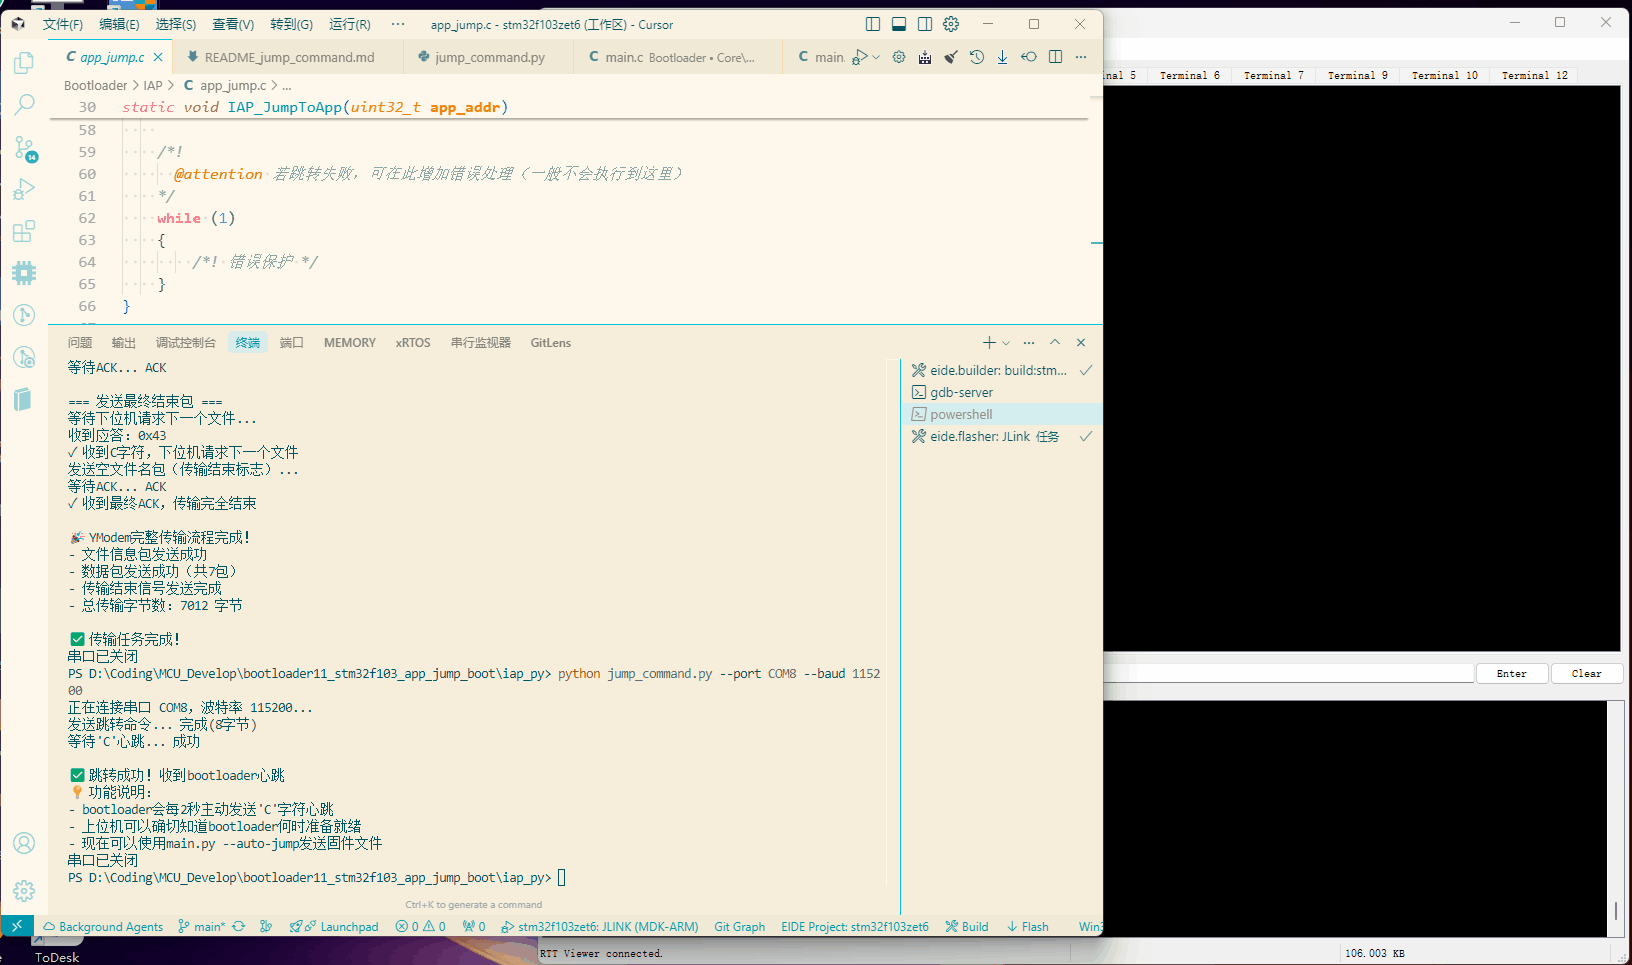 文件(F) 编辑(E) 选择(S) 查看(V) 转到(G) 运行(R) ··· app_jump.c - stm32f103zet6 (工作区) - Cursor
C app_jump.c × README_jump_command.md jump_command.py C main.c Bootloader • Core\... C main.
Bootloader > IAP > C app_jump.c > ...
30 static void IAP_JumpToApp(uint32_t app_addr)
58
59 /*!
60 @attention 若跳转失败，可在此增加错误处理（一般不会执行到这里）
61 */
62 while (1)
63 {
64 /*! 错误保护 */
65 }
66 }
问题 输出 调试控制台 终端 端口 MEMORY xRTOS 串行监视器 GitLens
等待ACK... ACK
=== 发送最终结束包 ===
等待下位机请求下一个文件...
收到应答: 0x43
✓ 收到C字符，下位机请求下一个文件
发送空文件名包（传输结束标志）...
等待ACK... ACK
✓ 收到最终ACK，传输完全结束
🎉 YModem完整传输流程完成!
- 文件信息包发送成功
- 数据包发送成功（共7包）
- 传输结束信号发送完成
- 总传输字节数: 7012 字节
✅ 传输任务完成!
串口已关闭
PS D:\Coding\MCU_Develop\bootloader11_stm32f103_app_jump_boot\iap_py> python jump_command.py --port COM8 --baud 1152
00
正在连接串口 COM8, 波特率 115200...
发送跳转命令... 完成(8字节)
等待'C'心跳... 成功
✅ 跳转成功! 收到bootloader心跳
💡 功能说明:
- bootloader会每2秒主动发送'C'字符心跳
- 上位机可以确切知道bootloader何时准备就绪
- 现在可以使用main.py --auto-jump发送固件文件
串口已关闭
PS D:\Coding\MCU_Develop\bootloader11_stm32f103_app_jump_boot\iap_py>
Ctrl+K to generate a command
eide.builder: build:stm... ✓
gdb-server
powershell
eide.flasher: JLink 任务 ✓
14
Background Agents main* Launchpad 0 0 0 stm32f103zet6: JLINK (MDK-ARM) Git Graph EIDE Project: stm32f103zet6 Build Flash
ToDesk
Terminal 6 Terminal 7 Terminal 9 Terminal 10 Terminal 12
Enter Clear
RTT Viewer connected. 106.003 KB